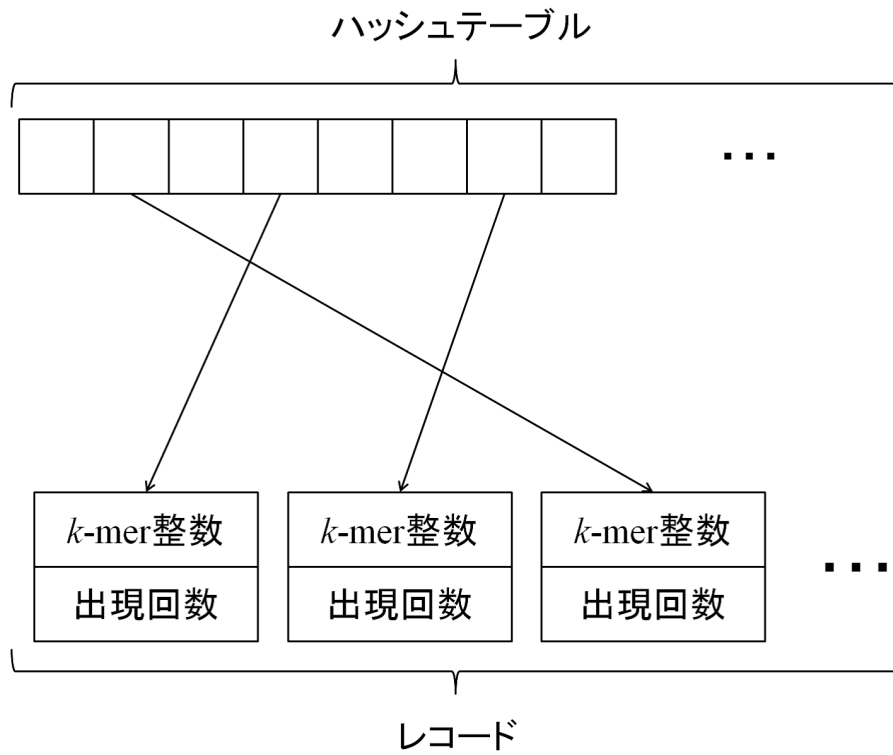 ハッシュテーブル
...
k-mer整数
k-mer整数
k-mer整数
出現回数
出現回数
出現回数
...
レコード